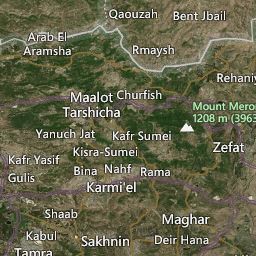 Qaouzah
Bent Jbail
Arab El
Aramsha
Rmaysh
Rehaniy
Maalot
Tarshicha
Churfish
Mount Meron
1208 m (3963
Yanuch Jat
Kafr Sumei
Zefat
Kisra-Sumei
Kafr Yasif
Bina
Nahf
Rama
Gulis
Karmi'el
Shaab
Maghar
Kabul
Sakhnin
Deir Hana
Tamra